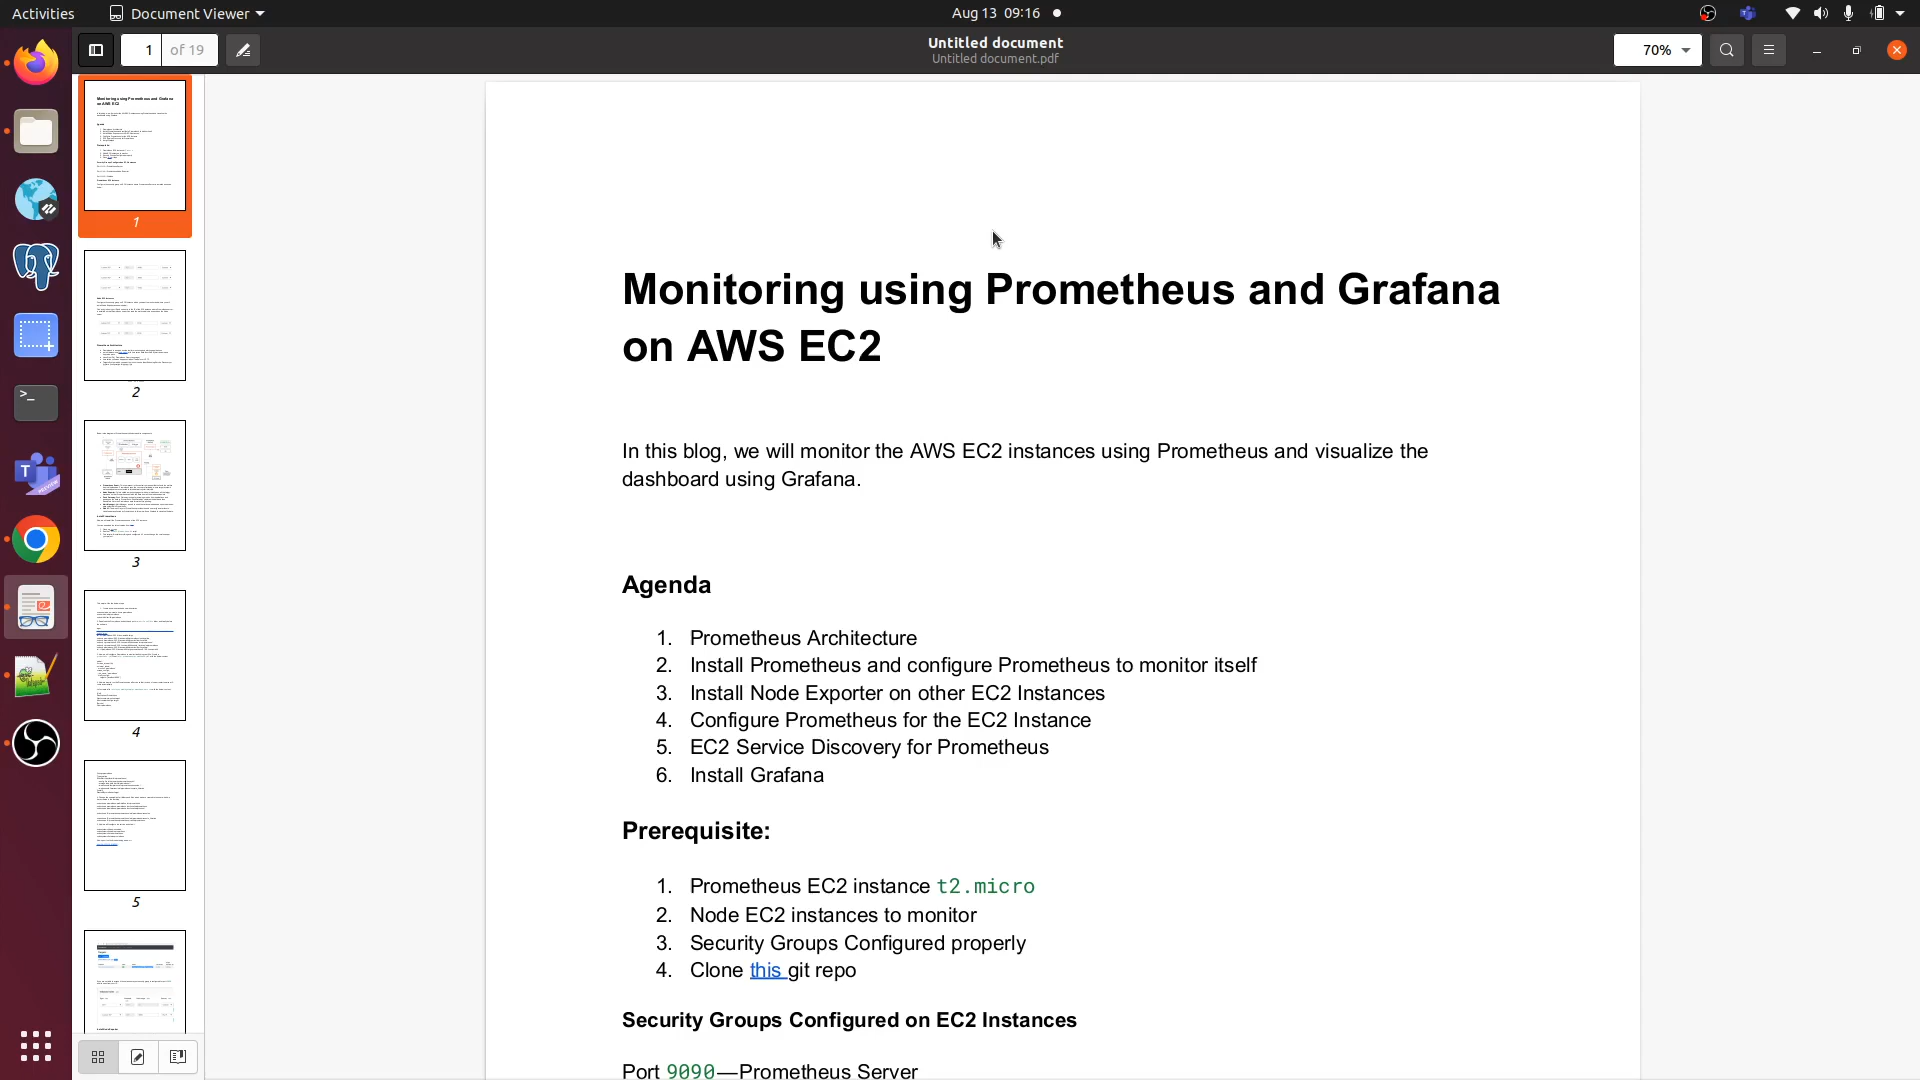 Activities
Document Viewer
Aug 13 09:16
1 of 19
Untitled document
Untitled document.pdf
70%
1
2
3
4
5
Monitoring using Prometheus and Grafana
on AWS EC2
In this blog, we will monitor the AWS EC2 instances using Prometheus and visualize the
dashboard using Grafana.
Agenda
1. Prometheus Architecture
2. Install Prometheus and configure Prometheus to monitor itself
3. Install Node Exporter on other EC2 Instances
4. Configure Prometheus for the EC2 Instance
5. EC2 Service Discovery for Prometheus
6. Install Grafana
Prerequisite:
1. Prometheus EC2 instance t2.micro
2. Node EC2 instances to monitor
3. Security Groups Configured properly
4. Clone this git repo
Security Groups Configured on EC2 Instances
Port 9090—Prometheus Server